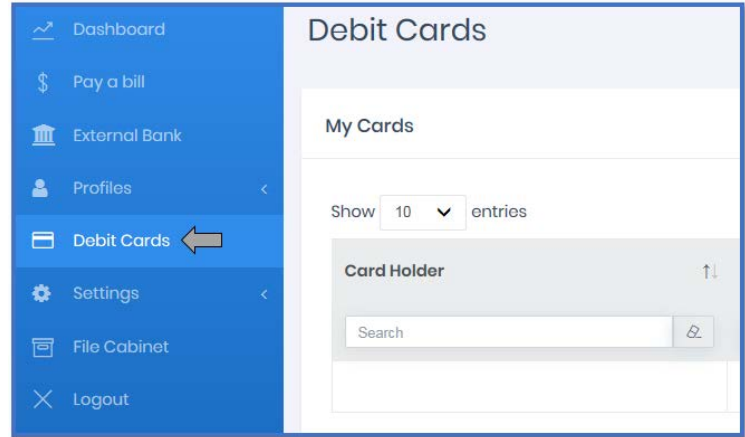 Dashboard
Pay a bill
External Bank
Profiles
Debit Cards
Settings
File Cabinet
Logout
Debit Cards
My Cards
Show 10 entries
Card Holder
Search